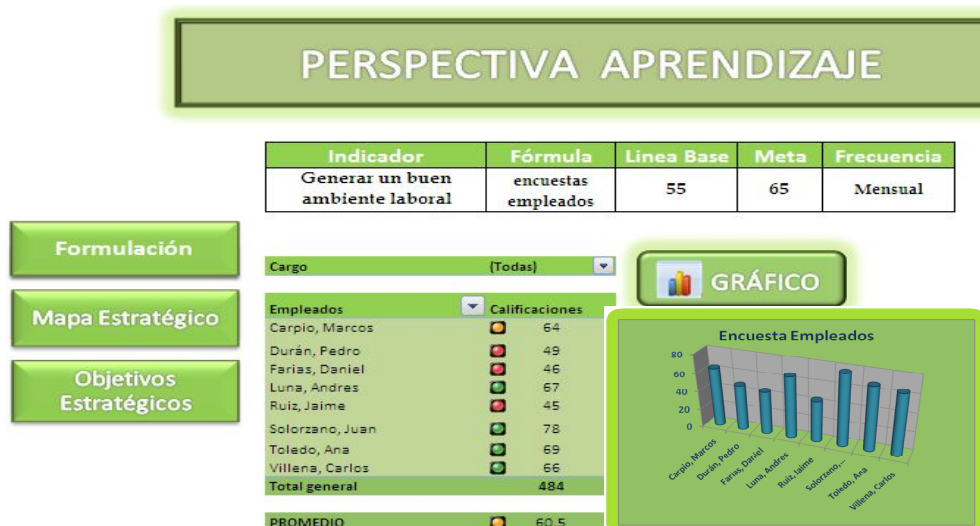 PERSPECTIVA APRENDIZAJE
Indicador Fórmula Linea Base Meta Frecuencia
Generar un buen ambiente laboral encuestas empleados 55 65 Mensual
Formulación
Mapa Estratégico
Objetivos
Estratégicos
Cargo (Todas)
Empleados Calificaciones
Carpio, Marcos 64
Durán, Pedro 49
Farias, Daniel 46
Luna, Andres 67
Ruiz, Jaime 45
Solorzano, Juan 78
Toledo, Ana 69
Villena, Carlos 66
Total general 484
PROMEDIO 60.5
GRÁFICO
Encuesta Empleados
80
60
40
20
0
Carpio, Marcos
Durán, Pedro
Farias, Daniel
Luna, Andres
Ruiz, Jaime
Solorzano,...
Toledo, Ana
Villena, Carlos